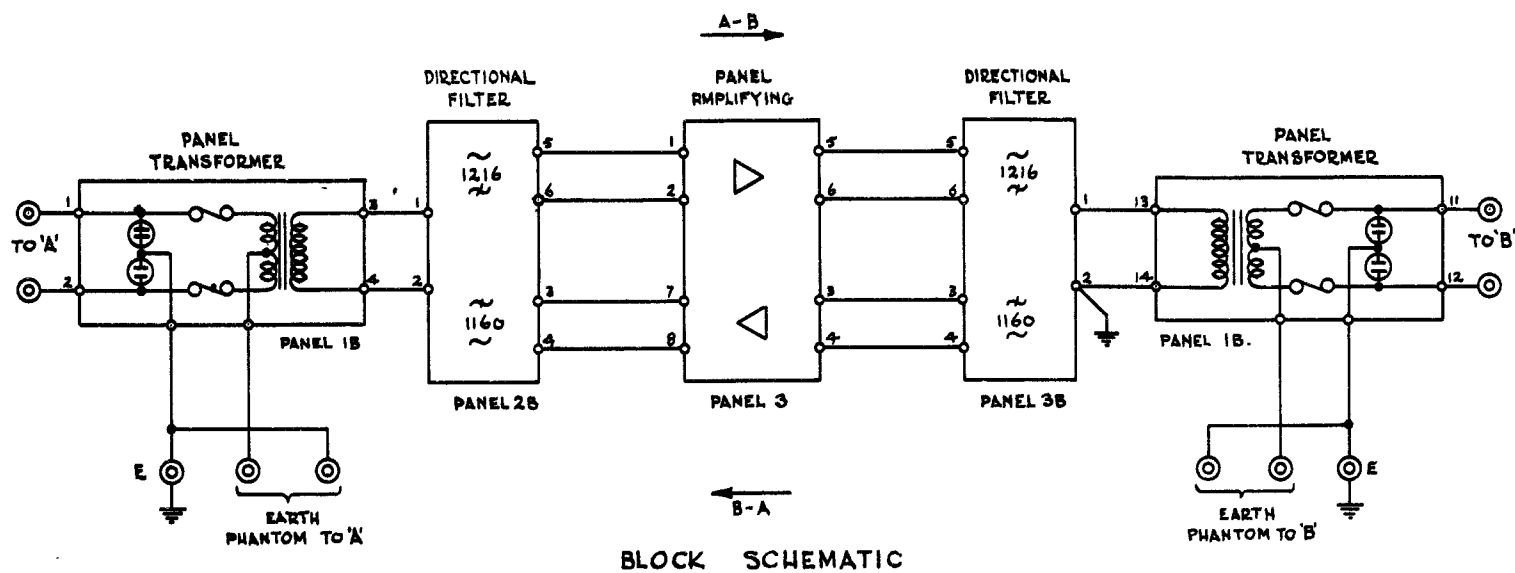 A-B
DIRECTIONAL
FILTER
PANEL
AMPLIFYING
DIRECTIONAL
FILTER
PANEL
TRANSFORMER
PANEL
TRANSFORMER
1216
1216
1160
1160
TO 'A'
1
2
3
4
1
2
5
6
3
4
1
2
7
8
5
6
3
4
5
6
3
4
1
2
13
14
11
12
TO 'B'
PANEL 1B
PANEL 2B
PANEL 3
PANEL 3B
PANEL 1B.
E
EARTH
PHANTOM TO 'A'
B-A
E
EARTH
PHANTOM TO 'B'
BLOCK SCHEMATIC